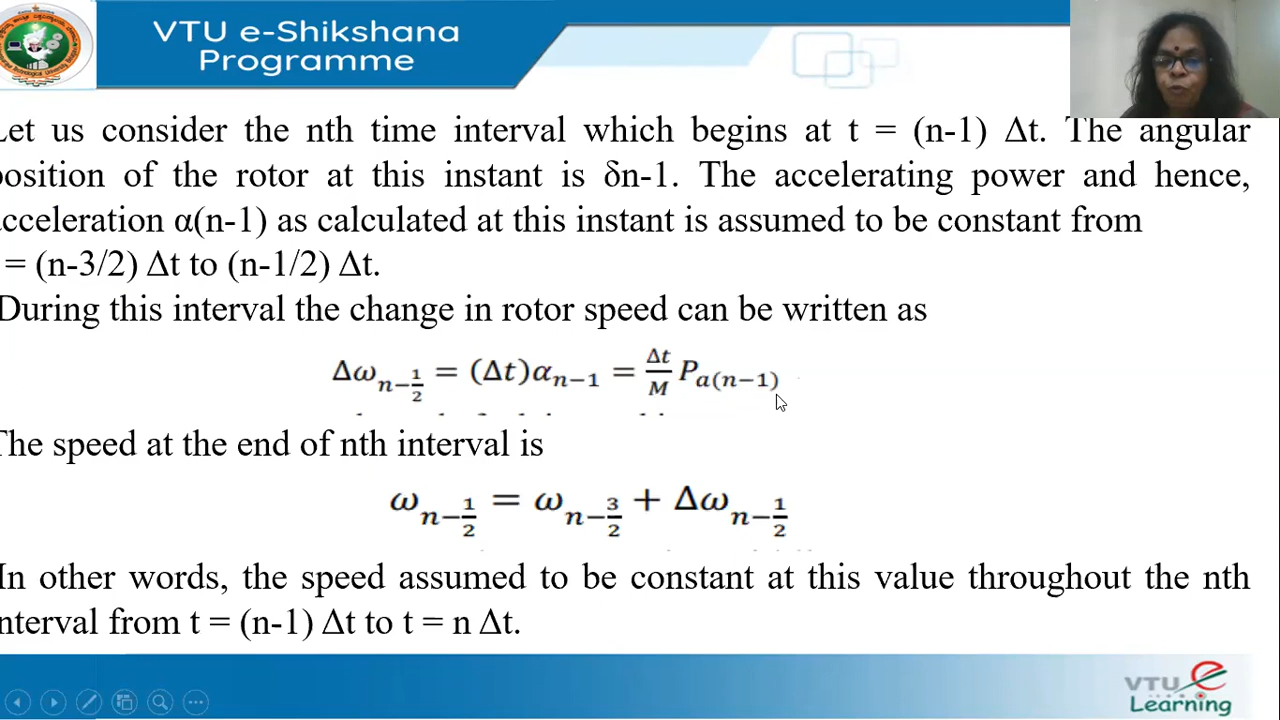 VTU e-Shikshana
Programme
Let us consider the nth time interval which begins at t = (n-1) Δt. The angular
position of the rotor at this instant is δn-1. The accelerating power and hence,
acceleration α(n-1) as calculated at this instant is assumed to be constant from
= (n-3/2) Δt to (n-1/2) Δt.
During this interval the change in rotor speed can be written as
Δω_{n-1/2} = (Δt)α_{n-1} = Δt/M P_{a(n-1)}
The speed at the end of nth interval is
ω_{n-1/2} = ω_{n-3/2} + Δω_{n-1/2}
In other words, the speed assumed to be constant at this value throughout the nth
interval from t = (n-1) Δt to t = n Δt.
VTU e
Learning